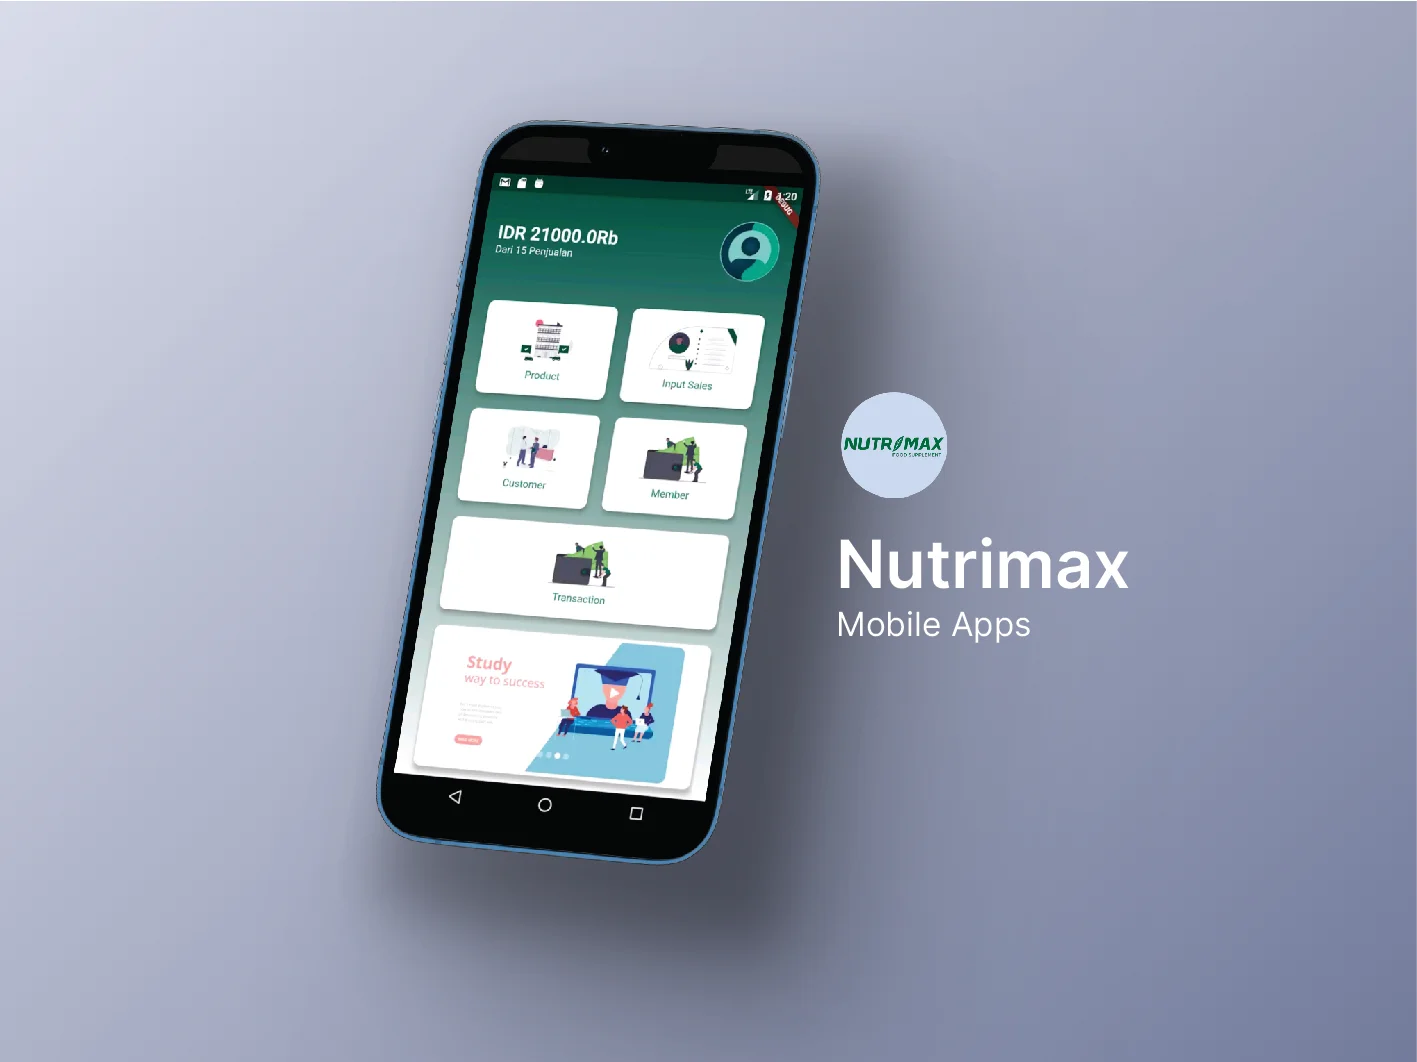 1:20
DEBUG
IDR 21000.0Rb
Dari 15 Penjualan
Product
Input Sales
Customer
Member
Transaction
Study
way to success
NUTRIMAX
FOOD SUPPLEMENT
Nutrimax
Mobile Apps